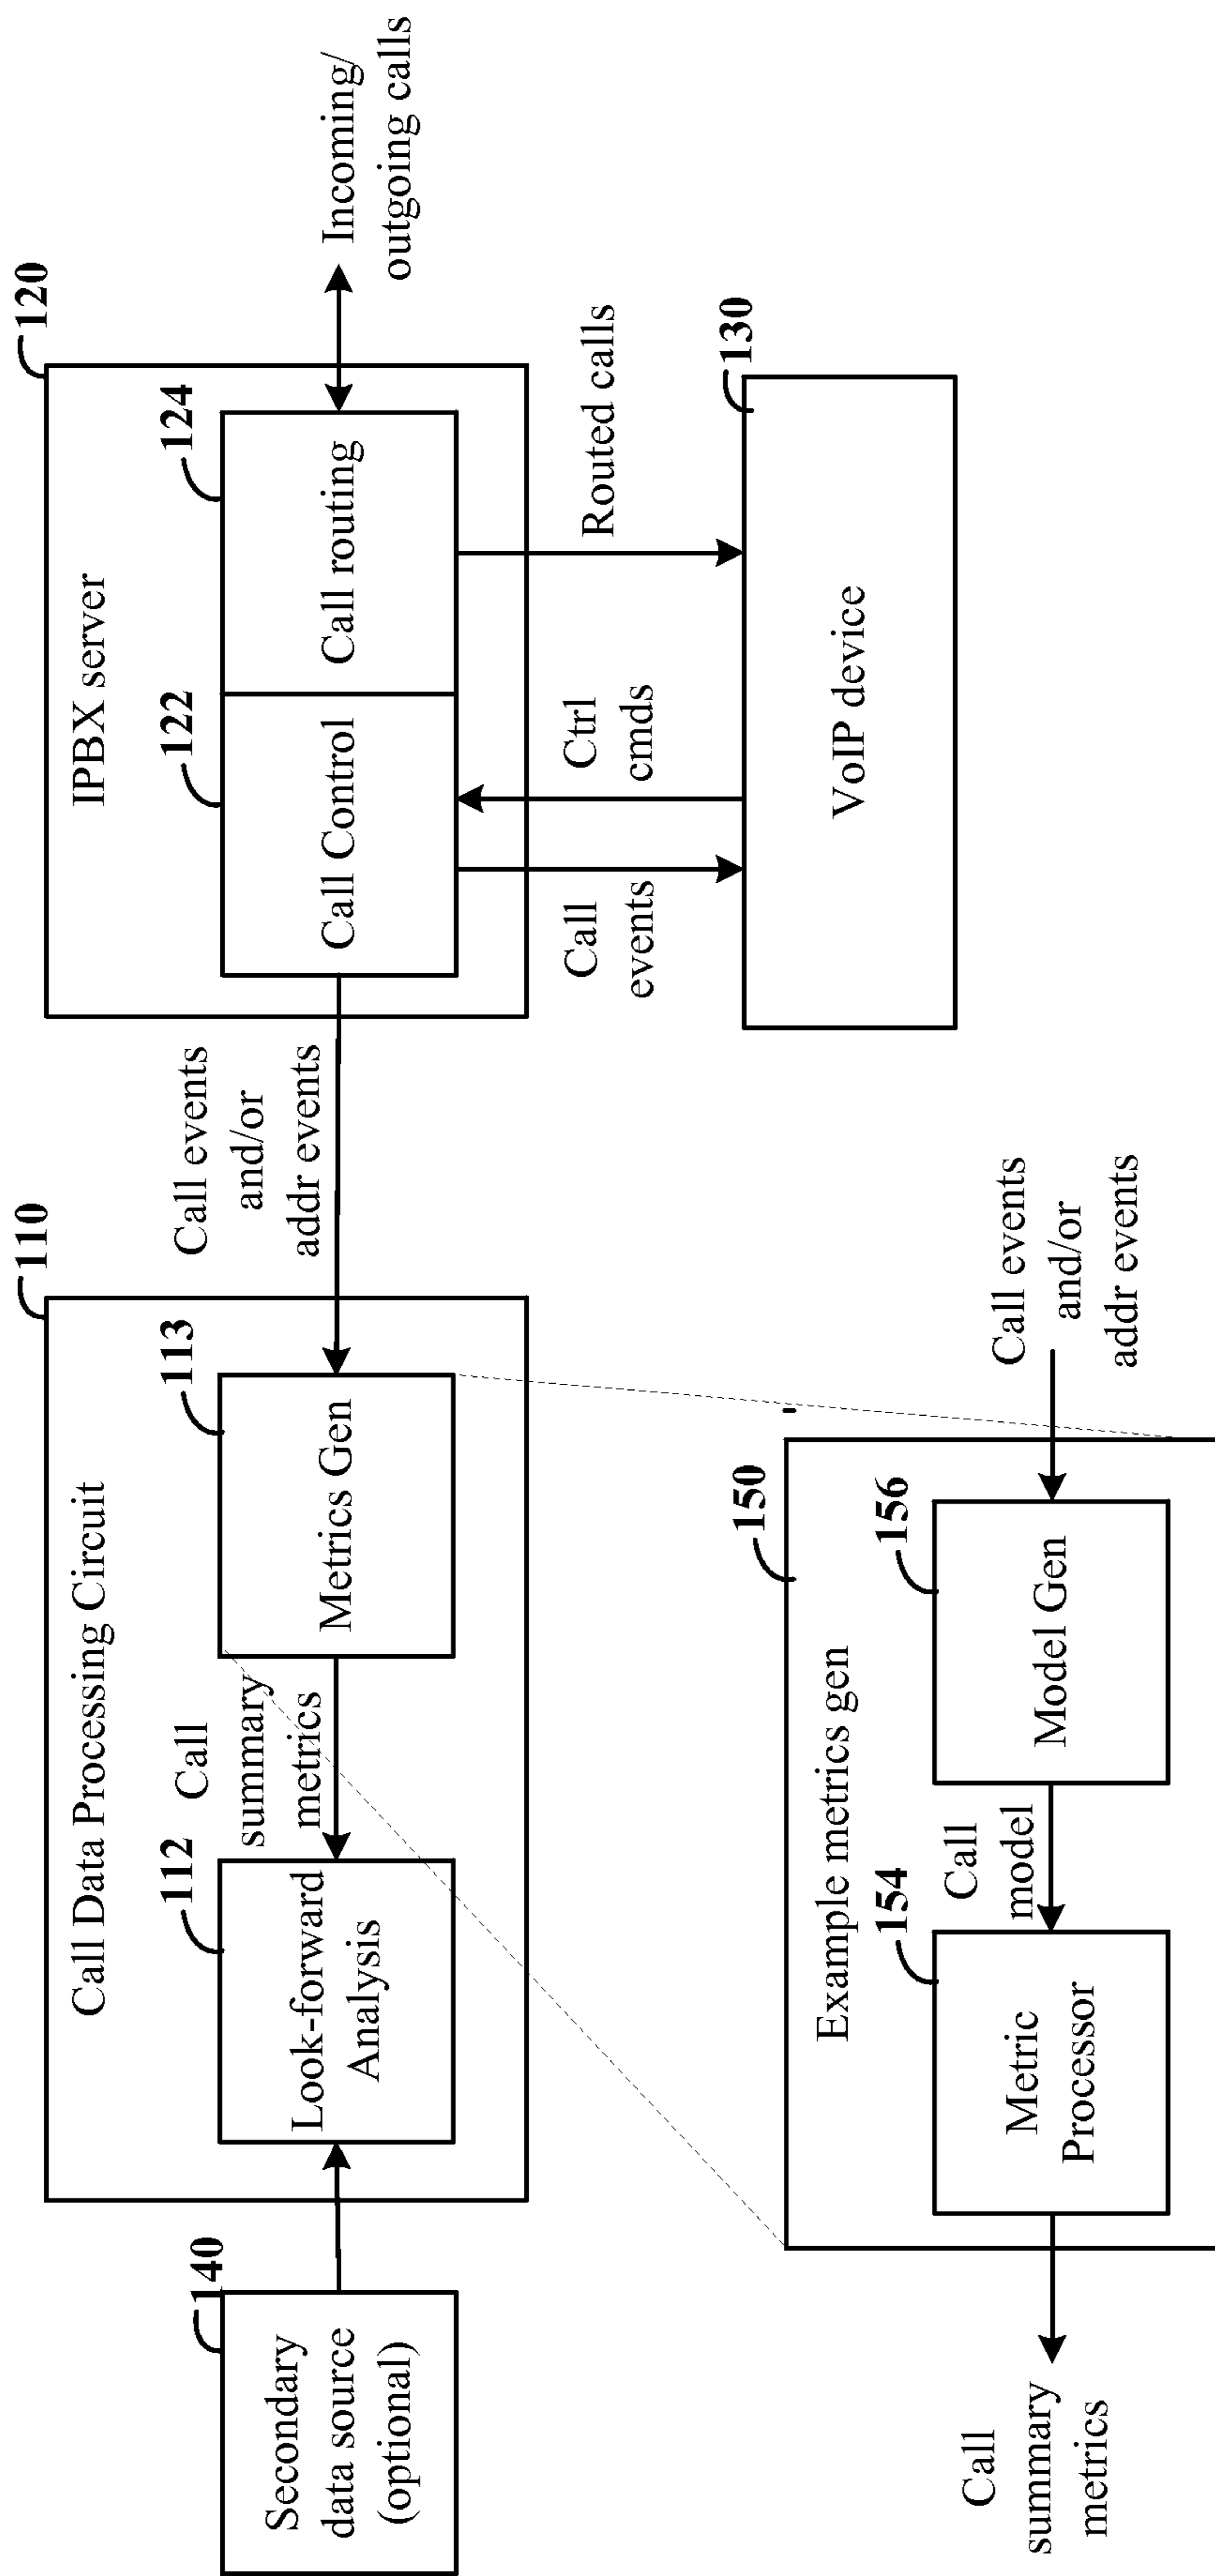 120
IPBX server
122
124
Call Control
Call routing
Incoming/
outgoing calls
Call
events
Ctrl
cmds
Routed calls
130
VoIP device
Call events
and/or
addr events
110
Call Data Processing Circuit
112
Look-forward
Analysis
Call
summary
metrics
113
Metrics Gen
140
Secondary
data source
(optional)
150
Example metrics gen
154
Metric
Processor
Call
model
156
Model Gen
Call events
and/or
addr events
Call
summary
metrics